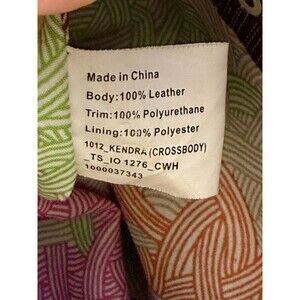 Made in China
Body:100% Leather
Trim:100% Polyurethane
Lining:100% Polyester
1012_KENDRA (CROSSBODY)
_TS_IO 1276_CWH
1000037343